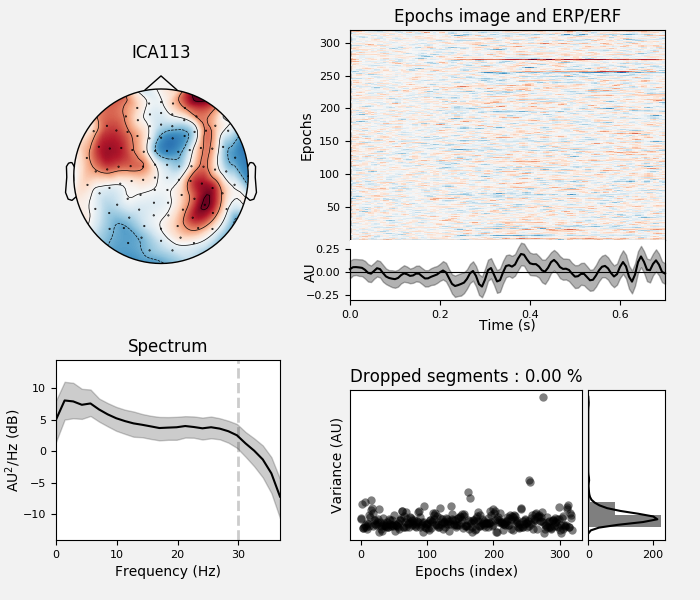 ICA113
Epochs image and ERP/ERF
Epochs
300
250
200
150
100
50
AU
0.25
0.00
−0.25
0.0
0.2
0.4
0.6
Time (s)
Spectrum
AU²/Hz (dB)
10
5
0
−5
−10
0
10
20
30
Frequency (Hz)
Dropped segments : 0.00 %
Variance (AU)
0
100
200
300
Epochs (index)
0
200